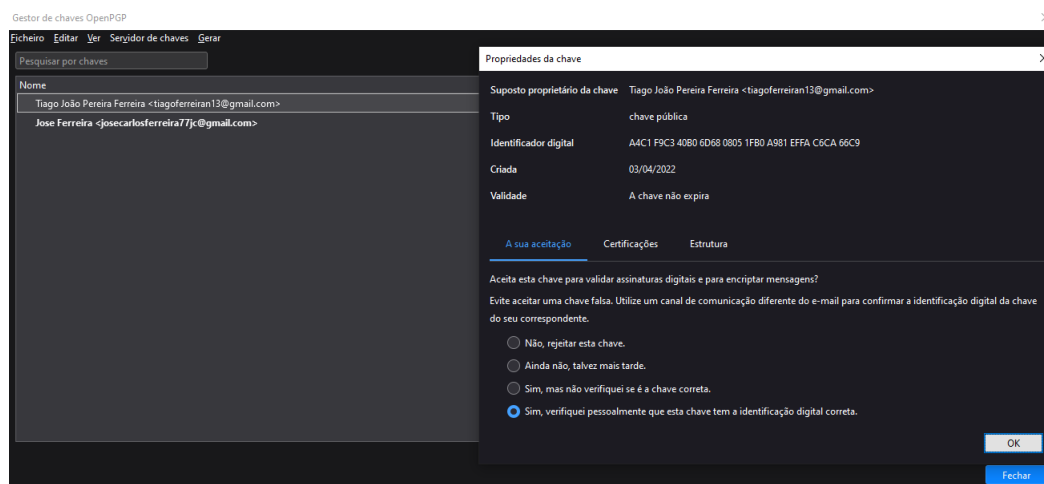 Gestor de chaves OpenPGP
Ficheiro Editar Ver Servidor de chaves Gerar
Pesquisar por chaves
Nome
Tiago João Pereira Ferreira <tiagoferreiran13@gmail.com>
Jose Ferreira <josecarlosferreira77jc@gmail.com>
Propriedades da chave
Suposto proprietário da chave Tiago João Pereira Ferreira <tiagoferreiran13@gmail.com>
Tipo chave pública
Identificador digital A4C1 F9C3 40B0 6D68 0805 1FB0 A981 EFFA C6CA 66C9
Criada 03/04/2022
Validade A chave não expira
A sua aceitação Certificações Estrutura
Aceita esta chave para validar assinaturas digitais e para encriptar mensagens?
Evite aceitar uma chave falsa. Utilize um canal de comunicação diferente do e-mail para confirmar a identificação digital da chave
do seu correspondente.
Não, rejeitar esta chave.
Ainda não, talvez mais tarde.
Sim, mas não verifiquei se é a chave correta.
Sim, verifiquei pessoalmente que esta chave tem a identificação digital correta.
OK
Fechar